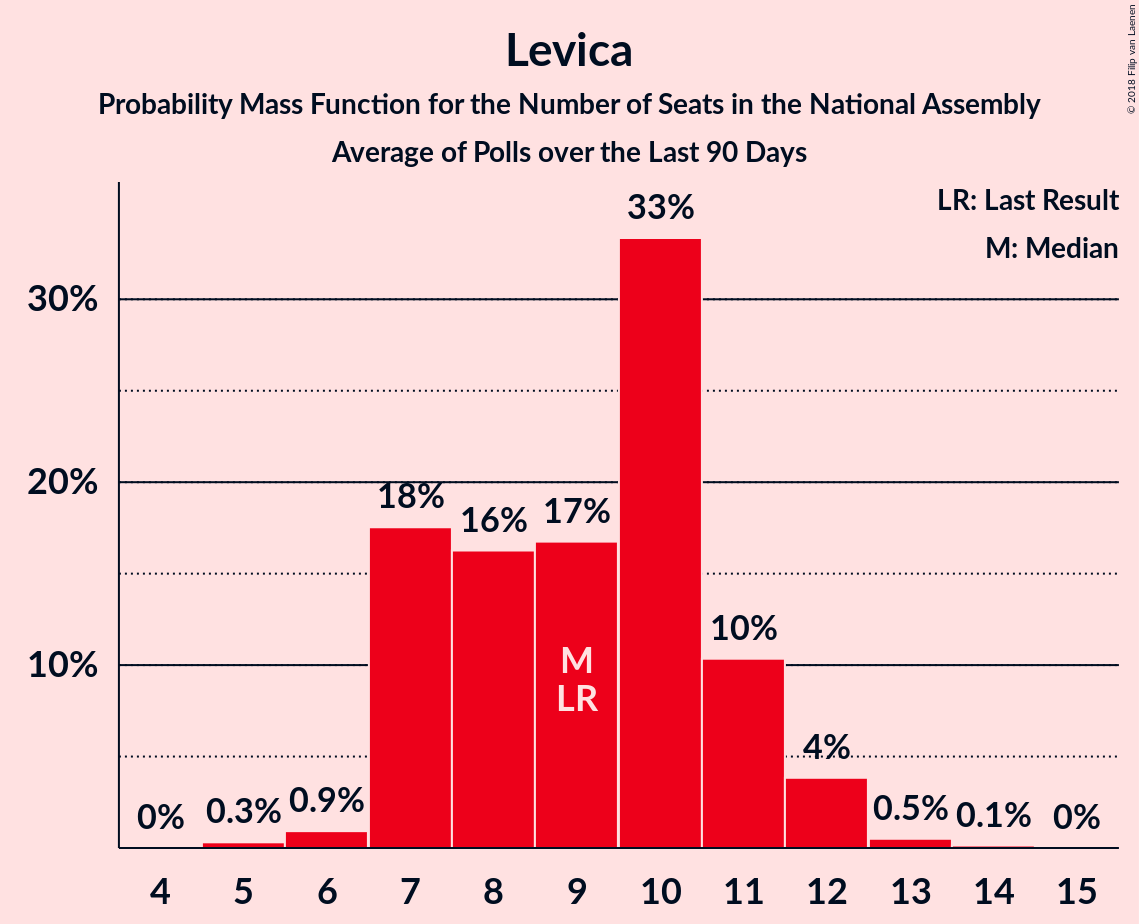 Levica
Probability Mass Function for the Number of Seats in the National Assembly
Average of Polls over the Last 90 Days
© 2018 Filip van Laenen
LR: Last Result
M: Median
30%
20%
10%
0%
0.3%
0.9%
18%
16%
17%
33%
10%
4%
0.5%
0.1%
0%
M
LR
4 5 6 7 8 9 10 11 12 13 14 15